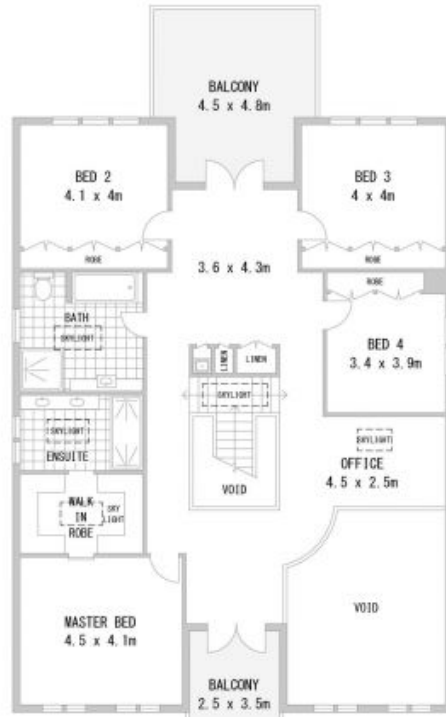 BALCONY
4.5 x 4.8m
BED 2
4.1 x 4m
BED 3
4 x 4m
ROBE
ROBE
3.6 x 4.3m
ROBE
BATH
SKYLIGHT
BED 4
3.4 x 3.9m
LINEN
LINEN
SKYLIGHT
SKYLIGHT
ENSUITE
SKYLIGHT
OFFICE
4.5 x 2.5m
VOID
WALK
IN
ROBE
SKY
LIGHT
VOID
MASTER BED
4.5 x 4.1m
BALCONY
2.5 x 3.5m